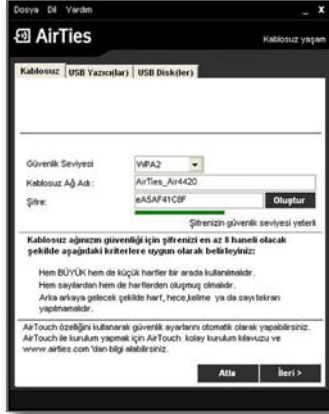 Dosya Dil Yardım
AirTies
Kablosuz yaşam
Kablosuz USB Yazıcı(lar) USB Disk(ler)
Güvenlik Seviyesi WPA2
Kablosuz Ağ Adı: AirTies_Air4420
Şifre: eA5AF41C8F Oluştur
Şifrenizin güvenlik seviyesi yeterli
Kablosuz ağınızın güvenliği için şifrenizi en az 8 haneli olacak
şekilde aşağıdaki kriterlere uygun olarak belirleyiniz:
Hem BÜYÜK hem de küçük harfler bir arada kullanılmalıdır.
Hem sayılardan hem de harflerden oluşmuş olmalıdır.
Arka arkaya gelecek şekilde harf, hece,kelime ya da sayı tekrarı
yapılmamalıdır.
AirTouch özelliğini kullanarak güvenlik ayarlarını otomatik olarak yapabilirsiniz.
AirTouch ile kurulum yapmak için AirTouch kolay kurulum kılavuzu ve
www.airties.com 'dan bilgi alabilirsiniz.
Atla İleri >